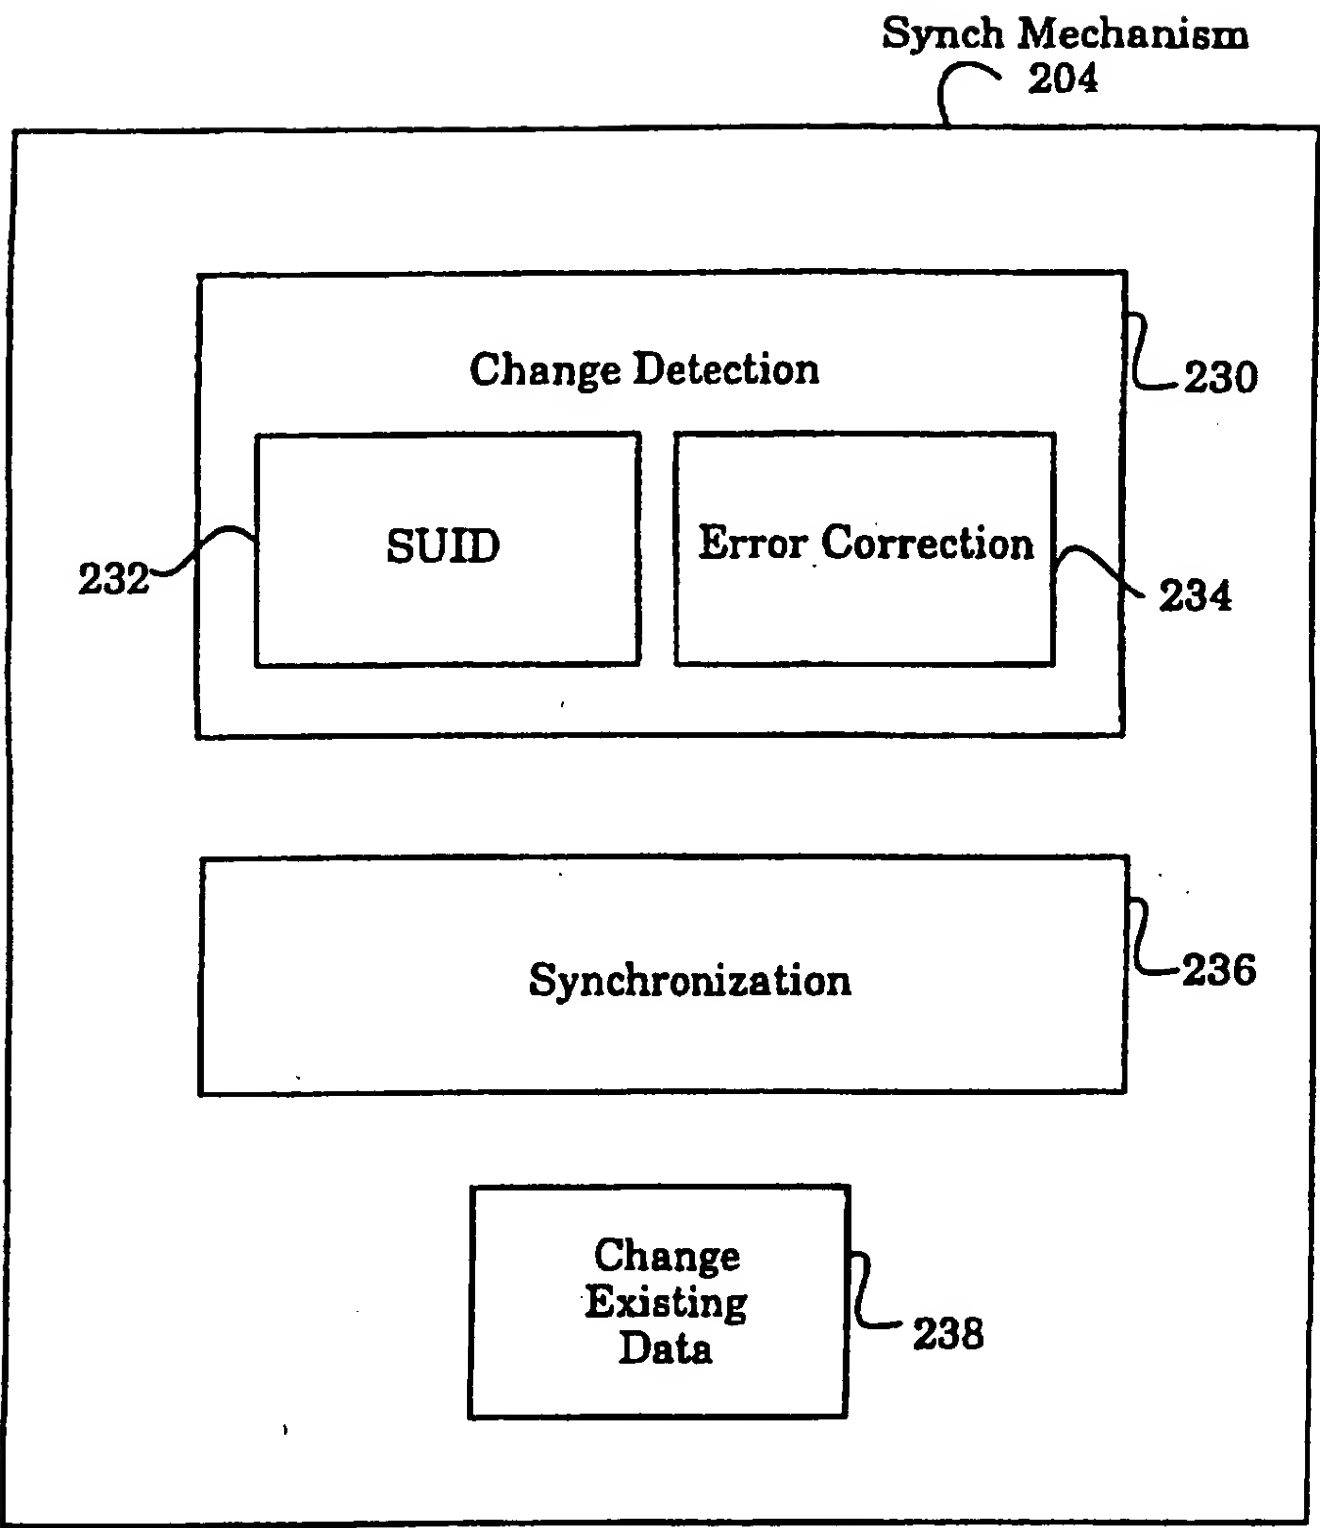 Synch Mechanism
204
Change Detection
230
SUID
Error Correction
232
234
Synchronization
236
Change
Existing
Data
238